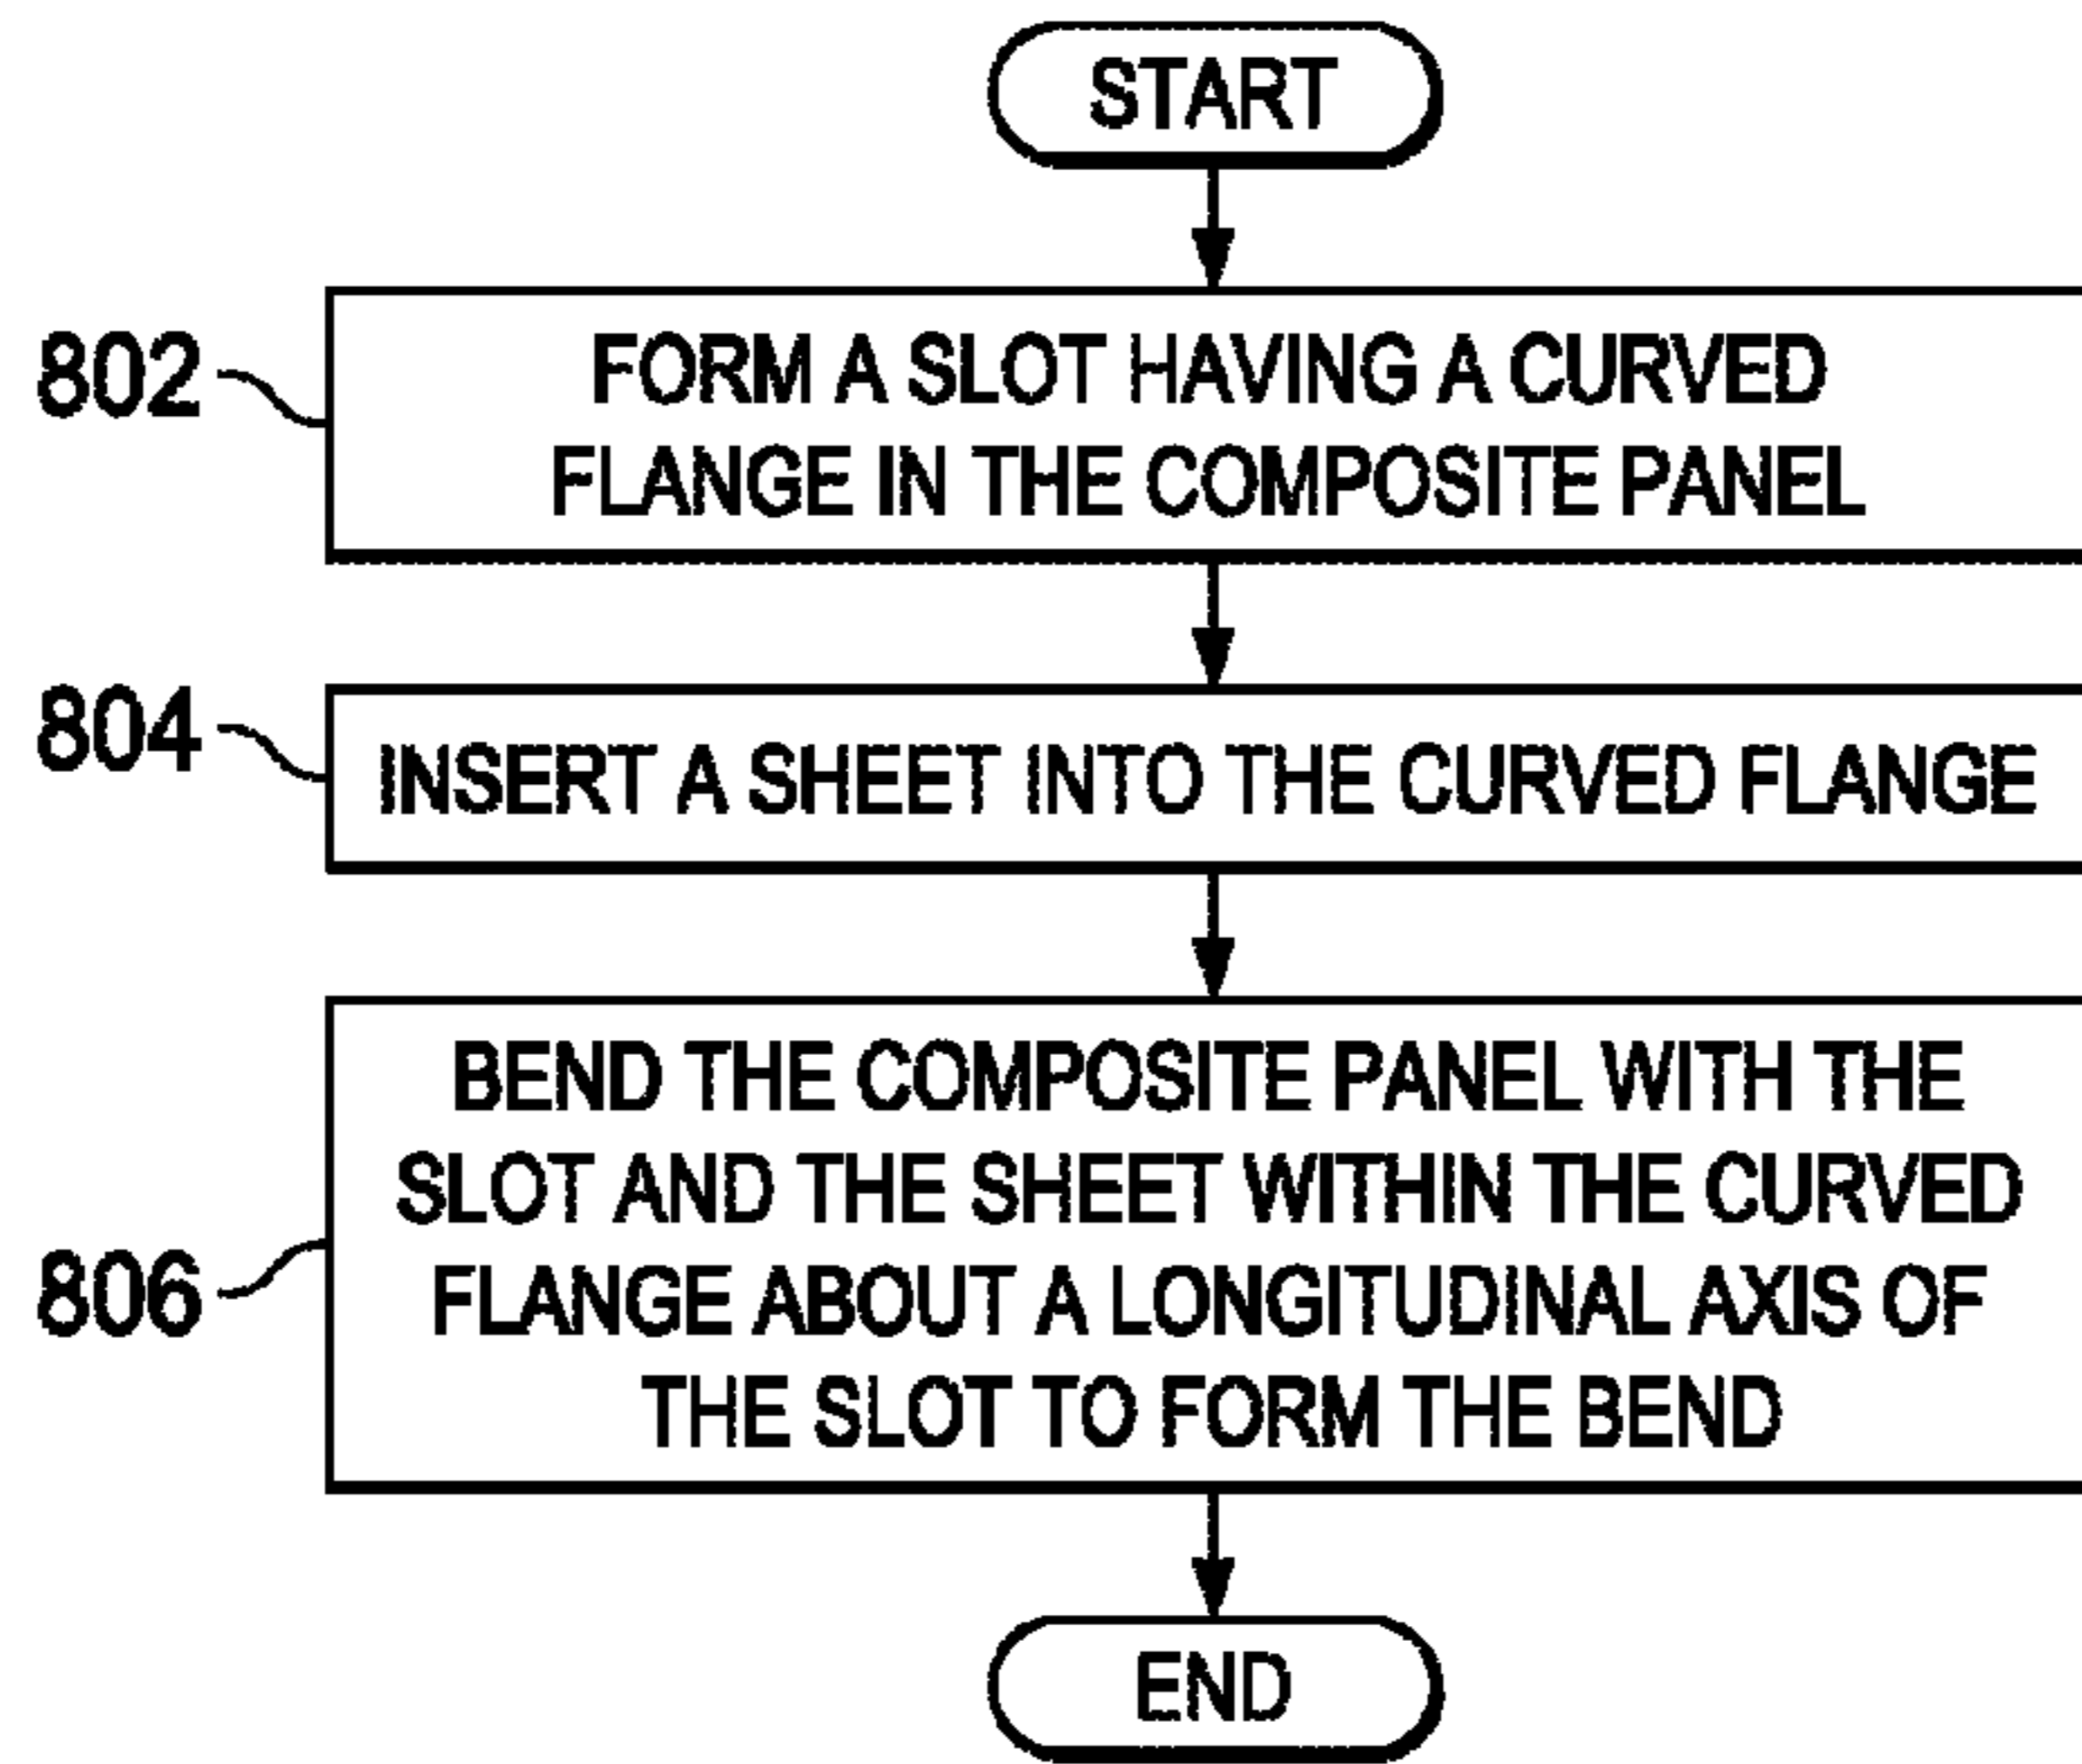 START
802
FORM A SLOT HAVING A CURVED
FLANGE IN THE COMPOSITE PANEL
804
INSERT A SHEET INTO THE CURVED FLANGE
806
BEND THE COMPOSITE PANEL WITH THE
SLOT AND THE SHEET WITHIN THE CURVED
FLANGE ABOUT A LONGITUDINAL AXIS OF
THE SLOT TO FORM THE BEND
END